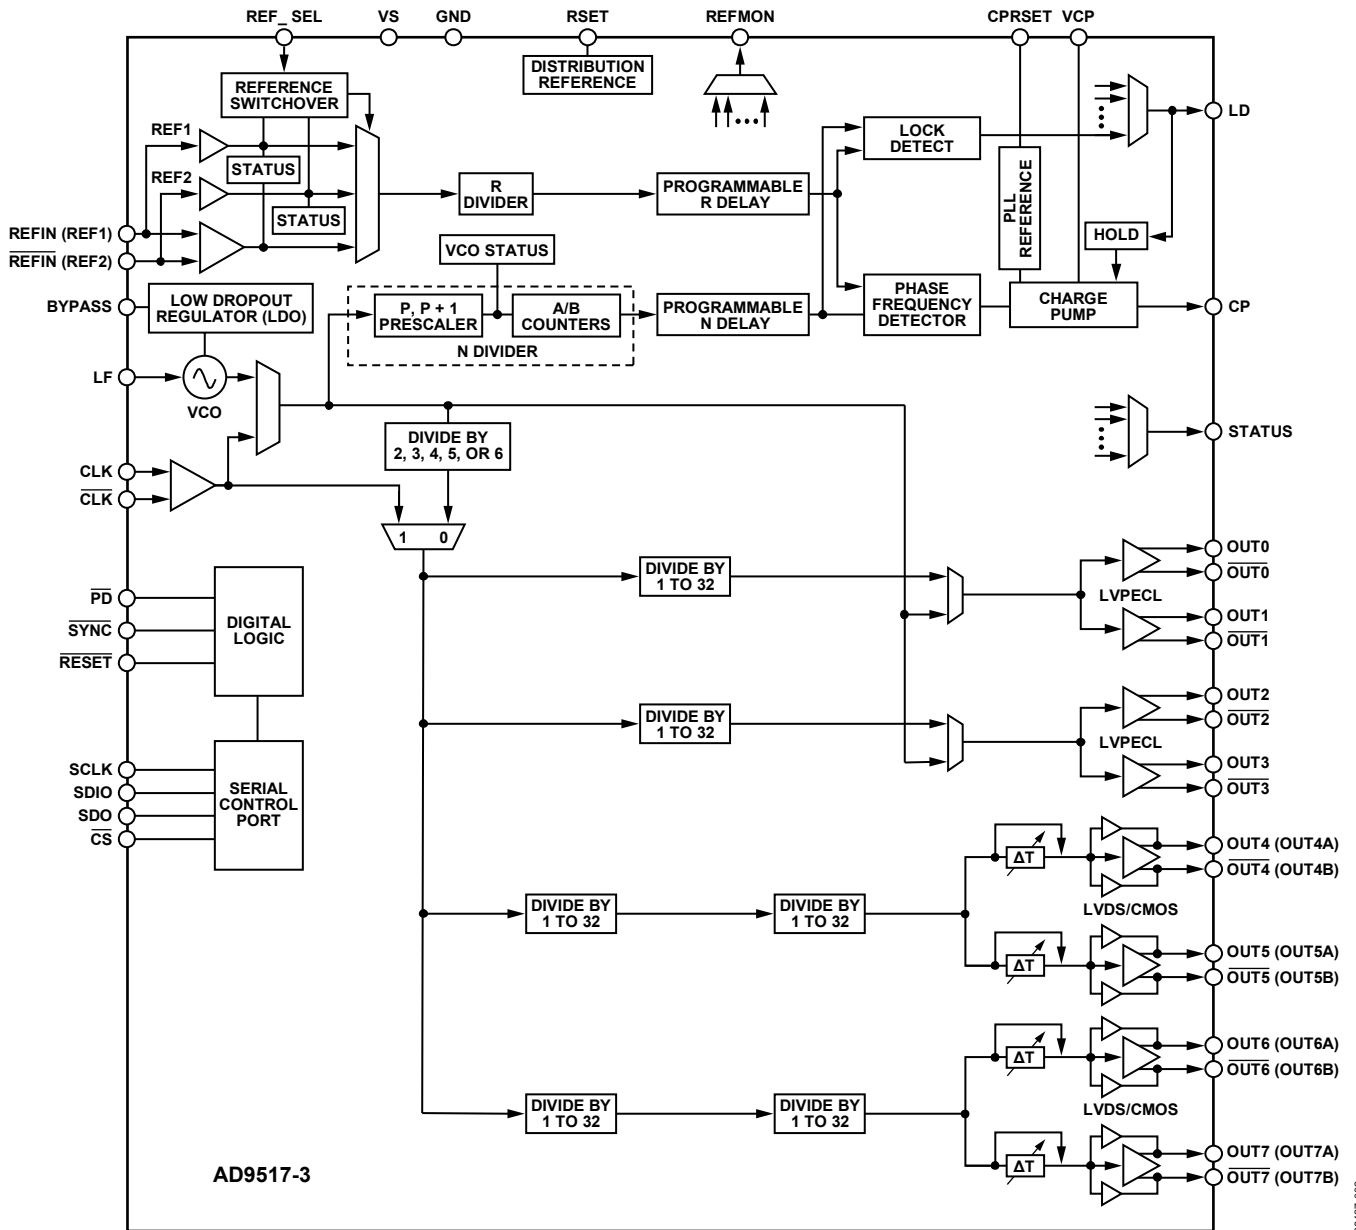 REF_ SEL VS GND RSET REFMON CPRSET VCP
DISTRIBUTION
REFERENCE
REFERENCE
SWITCHOVER
REF1
STATUS
REF2
STATUS
REFIN (REF1)
REFIN (REF2)
BYPASS
LOW DROPOUT
REGULATOR (LDO)
LF
VCO
CLK
CLK
R
DIVIDER
VCO STATUS
P, P + 1
PRESCALER
A/B
COUNTERS
N DIVIDER
PROGRAMMABLE
R DELAY
PROGRAMMABLE
N DELAY
LOCK
DETECT
PHASE
FREQUENCY
DETECTOR
PLL
REFERENCE
HOLD
CHARGE
PUMP
LD
CP
STATUS
DIVIDE BY
2, 3, 4, 5, OR 6
1 0
PD
SYNC
RESET
DIGITAL
LOGIC
SCLK
SDIO
SDO
CS
SERIAL
CONTROL
PORT
DIVIDE BY
1 TO 32
LVPECL
OUT0
OUT0
OUT1
OUT1
DIVIDE BY
1 TO 32
LVPECL
OUT2
OUT2
OUT3
OUT3
DIVIDE BY
1 TO 32
DIVIDE BY
1 TO 32
ΔT
ΔT
LVDS/CMOS
OUT4 (OUT4A)
OUT4 (OUT4B)
OUT5 (OUT5A)
OUT5 (OUT5B)
DIVIDE BY
1 TO 32
DIVIDE BY
1 TO 32
ΔT
ΔT
LVDS/CMOS
OUT6 (OUT6A)
OUT6 (OUT6B)
OUT7 (OUT7A)
OUT7 (OUT7B)
AD9517-3